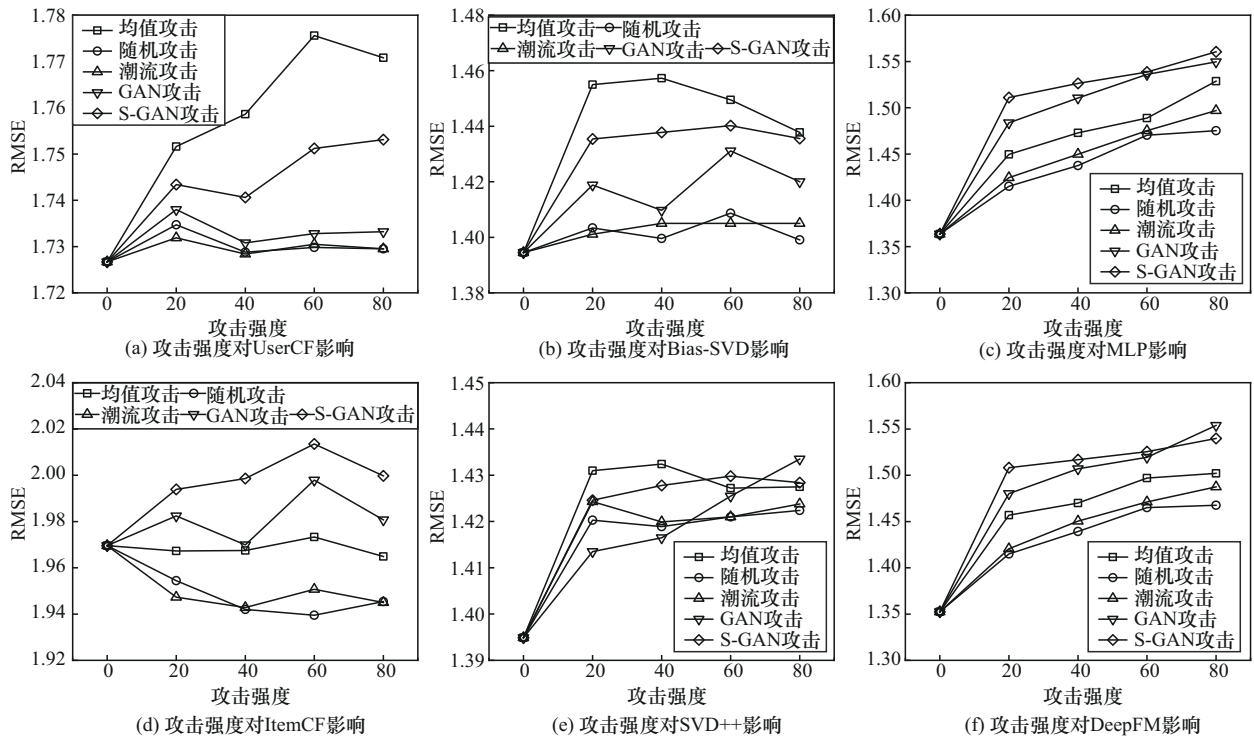 1.78
1.77
1.76
1.75
1.74
1.73
1.72
RMSE
均值攻击
随机攻击
潮流攻击
GAN攻击
S-GAN攻击
0 20 40 60 80
攻击强度
(a) 攻击强度对UserCF影响
1.48
1.46
1.44
1.42
1.40
1.38
RMSE
均值攻击 随机攻击
潮流攻击 GAN攻击 S-GAN攻击
0 20 40 60 80
攻击强度
(b) 攻击强度对Bias-SVD影响
1.60
1.55
1.50
1.45
1.40
1.35
1.30
RMSE
均值攻击
随机攻击
潮流攻击
GAN攻击
S-GAN攻击
0 20 40 60 80
攻击强度
(c) 攻击强度对MLP影响
2.04
2.02
2.00
1.98
1.96
1.94
1.92
RMSE
均值攻击 随机攻击
潮流攻击 GAN攻击 S-GAN攻击
0 20 40 60 80
攻击强度
(d) 攻击强度对ItemCF影响
1.45
1.44
1.43
1.42
1.41
1.40
1.39
RMSE
均值攻击
随机攻击
潮流攻击
GAN攻击
S-GAN攻击
0 20 40 60 80
攻击强度
(e) 攻击强度对SVD++影响
1.60
1.55
1.50
1.45
1.40
1.35
1.30
RMSE
均值攻击
随机攻击
潮流攻击
GAN攻击
S-GAN攻击
0 20 40 60 80
攻击强度
(f) 攻击强度对DeepFM影响